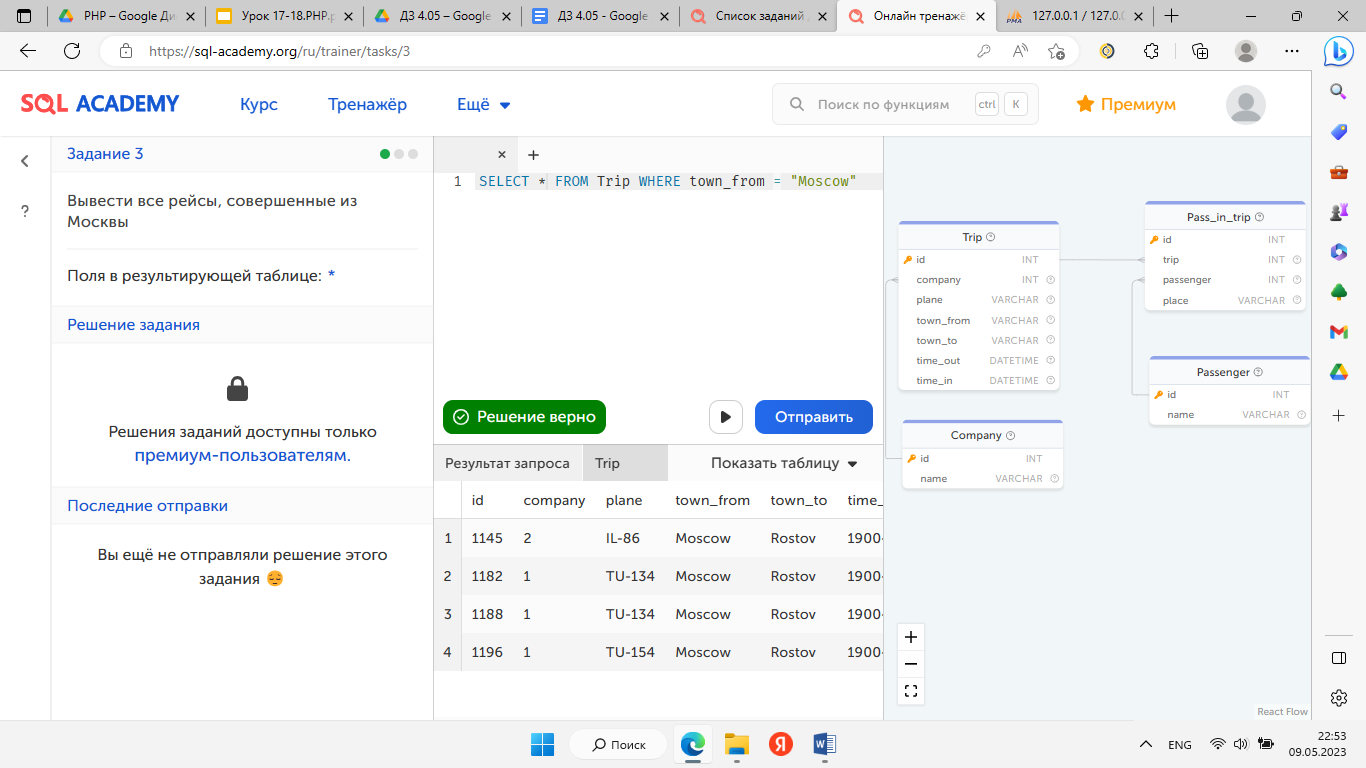 PHP – Google Ди
Урок 17-18.PHP.p
ДЗ 4.05 – Google
ДЗ 4.05 - Google
Список заданий
Онлайн тренажё
PMA
127.0.0.1 / 127.0.0
https://sql-academy.org/ru/trainer/tasks/3
SQL ACADEMY
Курс
Тренажёр
Ещё
Поиск по функциям
ctrl
K
Премиум
Задание 3
Вывести все рейсы, совершенные из
Москвы
Поля в результирующей таблице: *
Решение задания
Решения заданий доступны только
премиум-пользователям.
Последние отправки
Вы ещё не отправляли решение этого
задания 😔
?
1 SELECT * FROM Trip WHERE town_from = "Moscow"
Решение верно
Отправить
Результат запроса
Trip
Показать таблицу
id company plane town_from town_to time_
1 1145 2 IL-86 Moscow Rostov 1900-
2 1182 1 TU-134 Moscow Rostov 1900-
3 1188 1 TU-134 Moscow Rostov 1900-
4 1196 1 TU-154 Moscow Rostov 1900-
Trip
id INT
company INT
plane VARCHAR
town_from VARCHAR
town_to VARCHAR
time_out DATETIME
time_in DATETIME
Company
id INT
name VARCHAR
Pass_in_trip
id INT
trip INT
passenger INT
place VARCHAR
Passenger
id INT
name VARCHAR
React Flow
Поиск
Я
ENG
22:53
09.05.2023